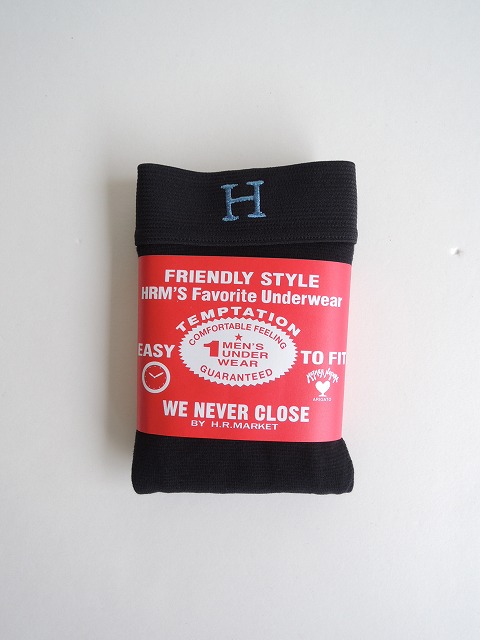 H
FRIENDLY STYLE
HRM'S Favorite Underwear
TEMPTATION
COMFORTABLE FEELING
EASY
1 MEN'S
UNDER
WEAR
TO FIT
GUARANTEED
ARIGATO
WE NEVER CLOSE
BY H.R.MARKET